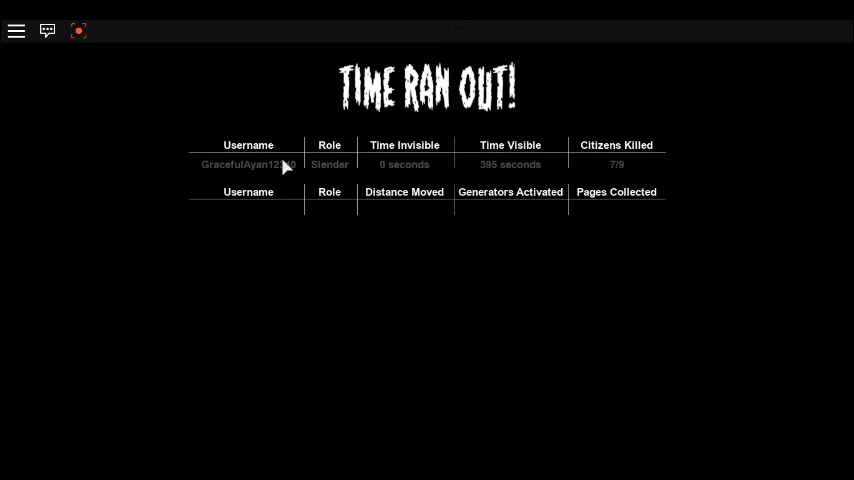 TIME RAN OUT!
Username Role Time Invisible Time Visible Citizens Killed
Slender 0 seconds 395 seconds 7/9
Username Role Distance Moved Generators Activated Pages Collected